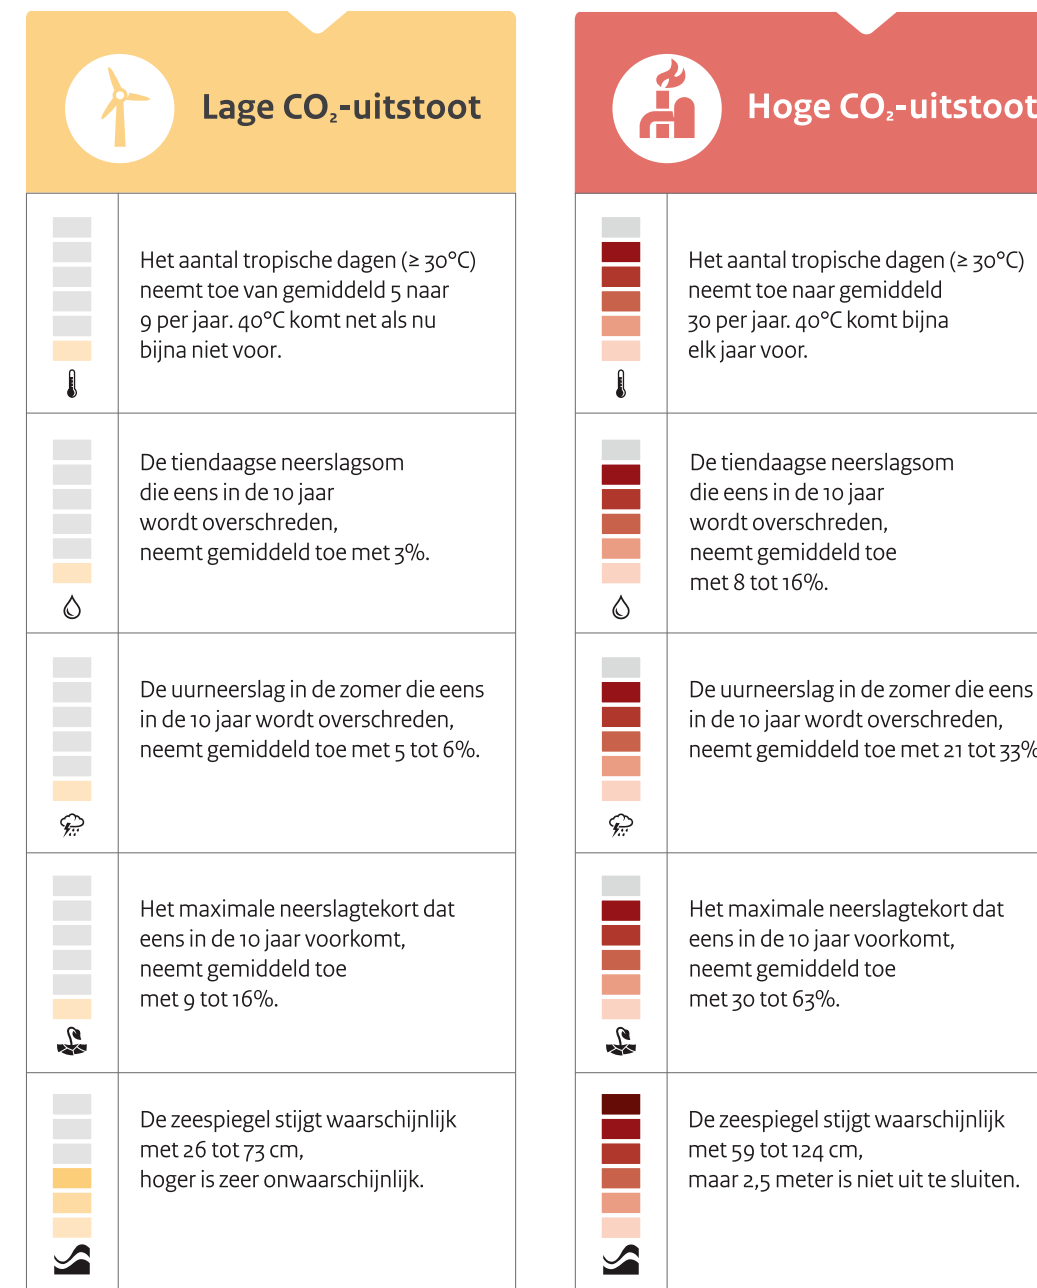 Lage CO₂-uitstoot
Het aantal tropische dagen (≥ 30°C)
neemt toe van gemiddeld 5 naar
9 per jaar. 40°C komt net als nu
bijna niet voor.
De tiendaagse neerslagsom
die eens in de 10 jaar
wordt overschreden,
neemt gemiddeld toe met 3%.
De uurneerslag in de zomer die eens
in de 10 jaar wordt overschreden,
neemt gemiddeld toe met 5 tot 6%.
Het maximale neerslagtekort dat
eens in de 10 jaar voorkomt,
neemt gemiddeld toe
met 9 tot 16%.
De zeespiegel stijgt waarschijnlijk
met 26 tot 73 cm,
hoger is zeer onwaarschijnlijk.
Hoge CO₂-uitstoot
Het aantal tropische dagen (≥ 30°C)
neemt toe naar gemiddeld
30 per jaar. 40°C komt bijna
elk jaar voor.
De tiendaagse neerslagsom
die eens in de 10 jaar
wordt overschreden,
neemt gemiddeld toe
met 8 tot 16%.
De uurneerslag in de zomer die eens
in de 10 jaar wordt overschreden,
neemt gemiddeld toe met 21 tot 33%
Het maximale neerslagtekort dat
eens in de 10 jaar voorkomt,
neemt gemiddeld toe
met 30 tot 63%.
De zeespiegel stijgt waarschijnlijk
met 59 tot 124 cm,
maar 2,5 meter is niet uit te sluiten.